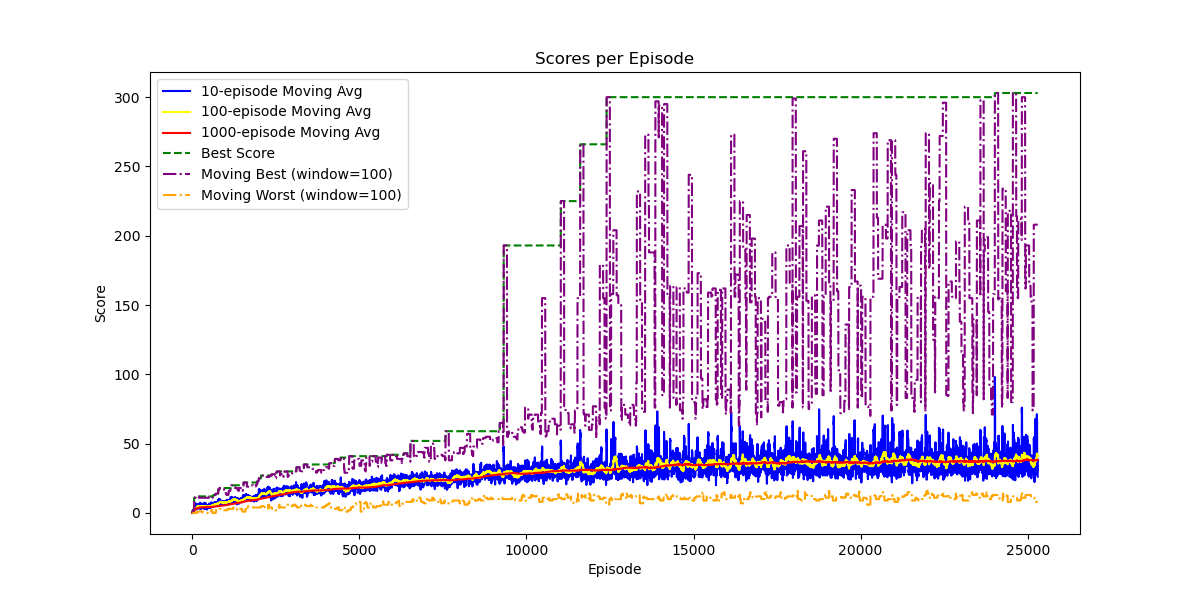 Scores per Episode
10-episode Moving Avg
100-episode Moving Avg
1000-episode Moving Avg
Best Score
Moving Best (window=100)
Moving Worst (window=100)
Score
300
250
200
150
100
50
0
0 5000 10000 15000 20000 25000
Episode